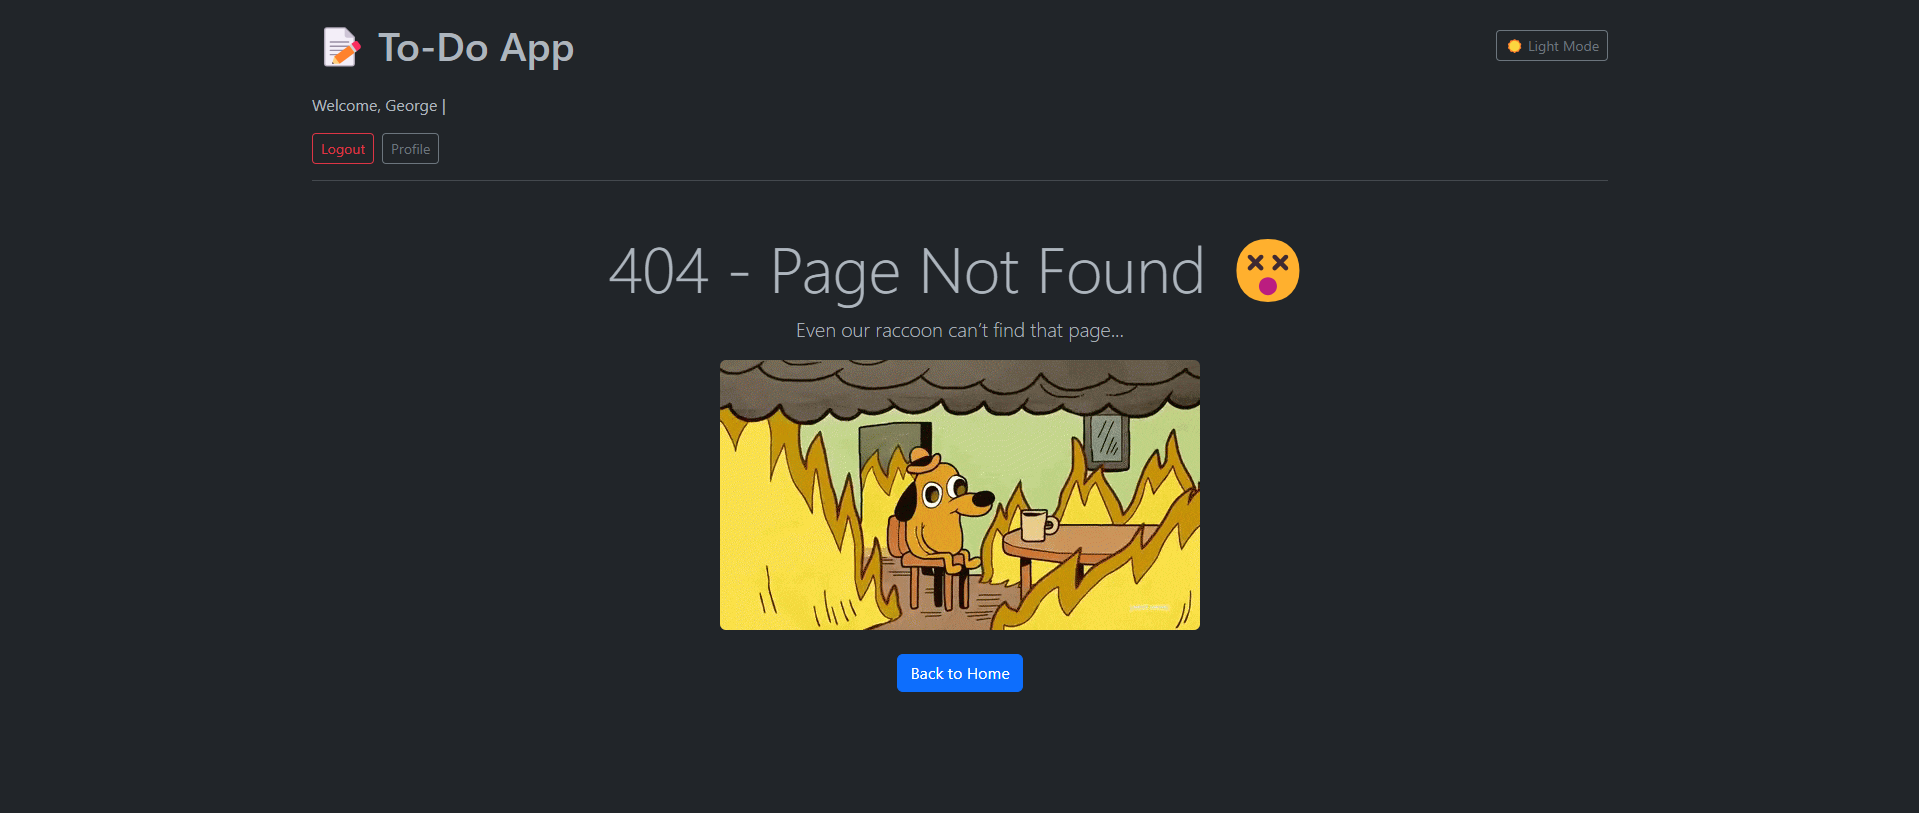 To-Do App
Light Mode
Welcome, George |
Logout Profile
404 - Page Not Found
Even our raccoon can’t find that page...
Back to Home